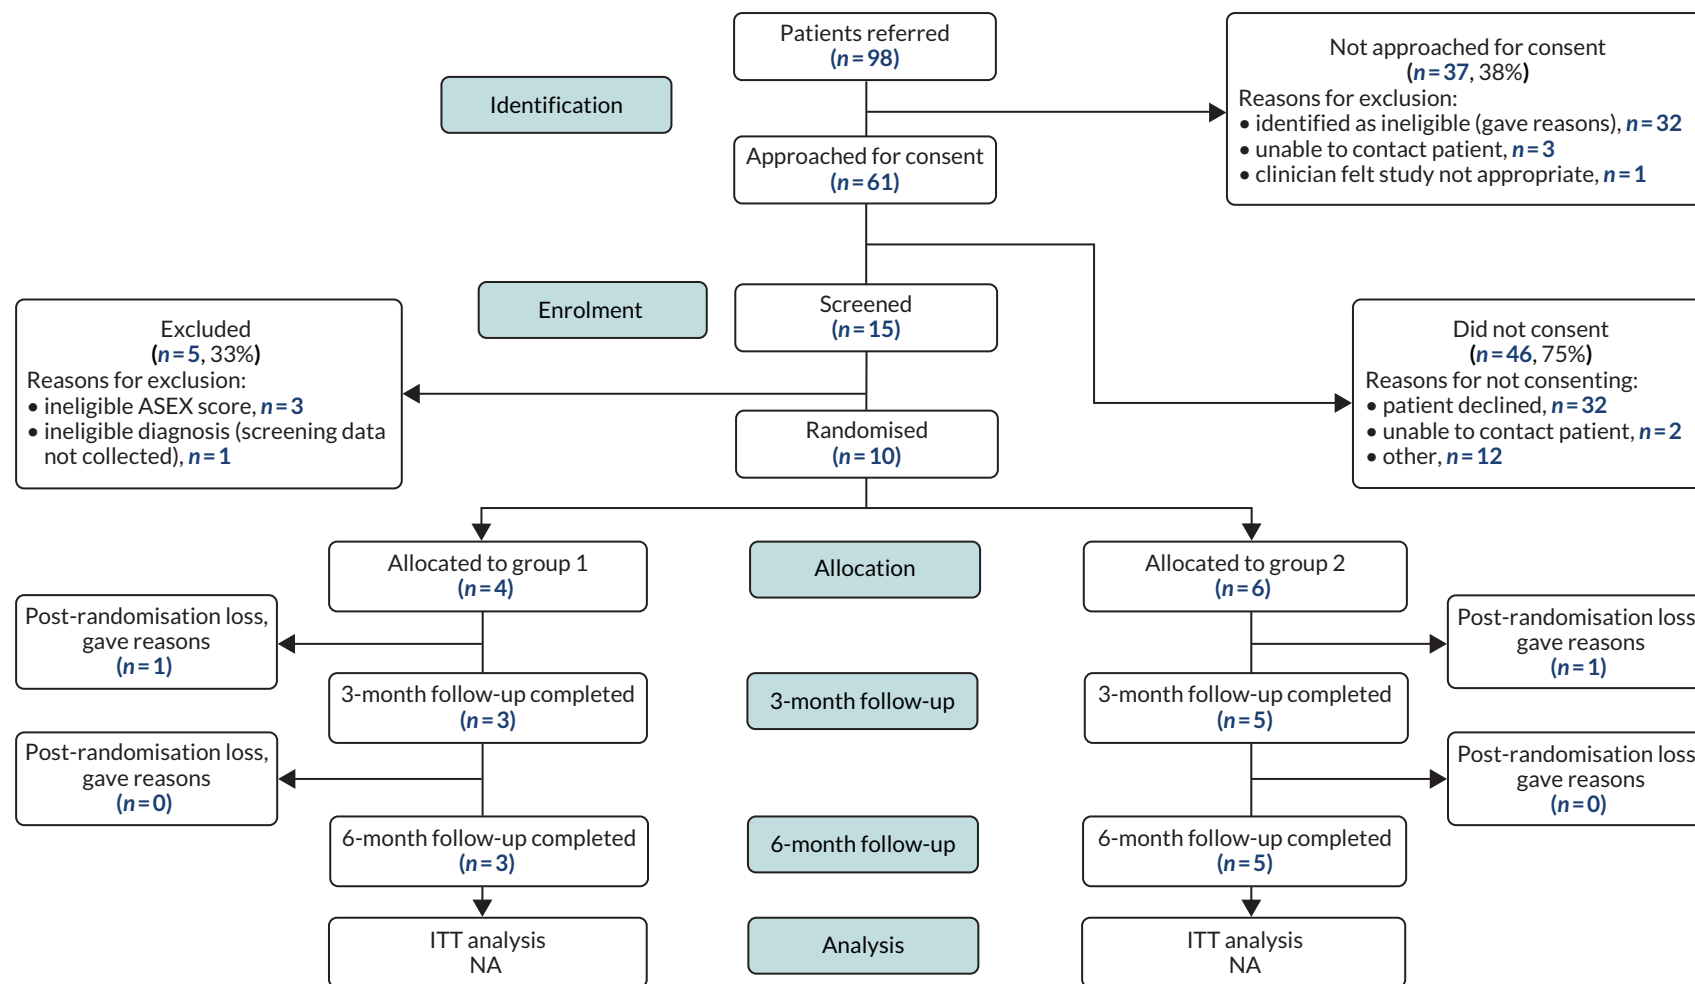 Patients referred
(n=98)
Not approached for consent
(n=37, 38%)
Reasons for exclusion:
• identified as ineligible (gave reasons), n=32
• unable to contact patient, n=3
• clinician felt study not appropriate, n=1
Identification
Approached for consent
(n=61)
Enrolment
Screened
(n=15)
Excluded
(n=5, 33%)
Reasons for exclusion:
• ineligible ASEX score, n=3
• ineligible diagnosis (screening data
not collected), n=1
Did not consent
(n=46, 75%)
Reasons for not consenting:
• patient declined, n=32
• unable to contact patient, n=2
• other, n=12
Randomised
(n=10)
Allocated to group 1
(n=4)
Allocation
Allocated to group 2
(n=6)
Post-randomisation loss,
gave reasons
(n=1)
Post-randomisation loss,
gave reasons
(n=1)
3-month follow-up completed
(n=3)
3-month follow-up
3-month follow-up completed
(n=5)
Post-randomisation loss,
gave reasons
(n=0)
Post-randomisation loss,
gave reasons
(n=0)
6-month follow-up completed
(n=3)
6-month follow-up
6-month follow-up completed
(n=5)
ITT analysis
NA
Analysis
ITT analysis
NA